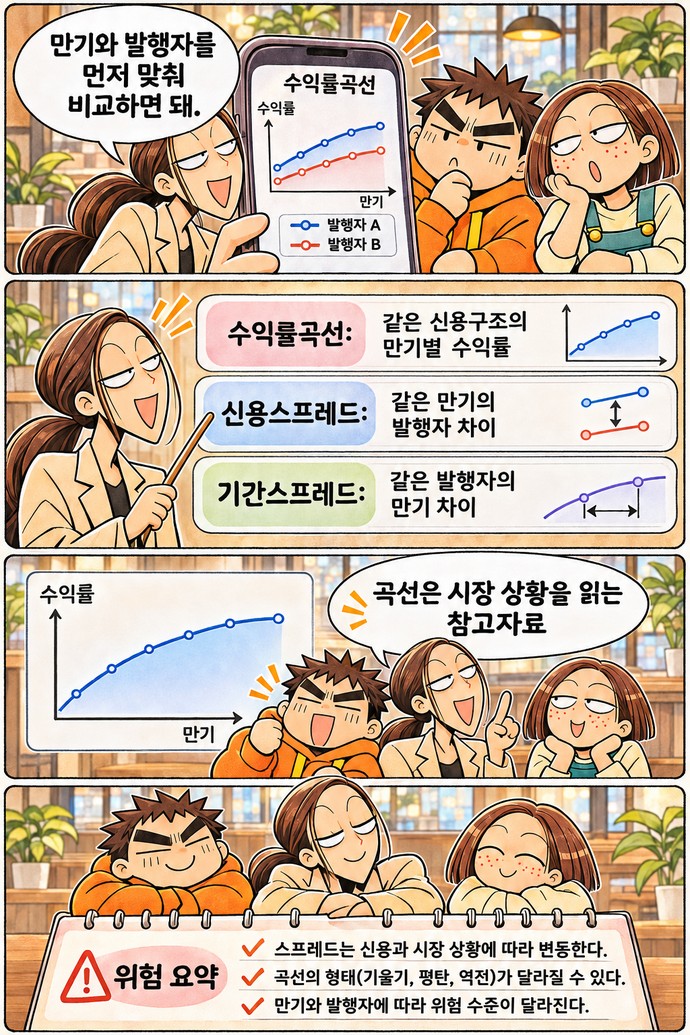 만기와 발행자를
먼저 맞춰
비교하면 돼.
수익률곡선
수익률
만기
발행자 A
발행자 B
수익률곡선:
같은 신용구조의
만기별 수익률
신용스프레드:
같은 만기의
발행자 차이
기간스프레드:
같은 발행자의
만기 차이
수익률
만기
곡선은 시장 상황을 읽는
참고자료
위험 요약
스프레드는 신용과 시장 상황에 따라 변동한다.
곡선의 형태(기울기, 평탄, 역전)가 달라질 수 있다.
만기와 발행자에 따라 위험 수준이 달라진다.